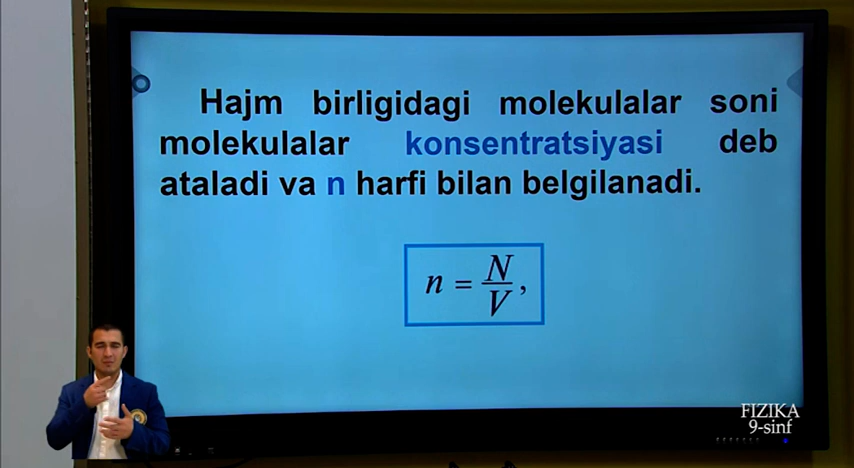 Hajm birligidagi molekulalar soni
molekulalar konsentratsiyasi deb
ataladi va n harfi bilan belgilanadi.
n = N/V,
FIZIKA
9-sinf